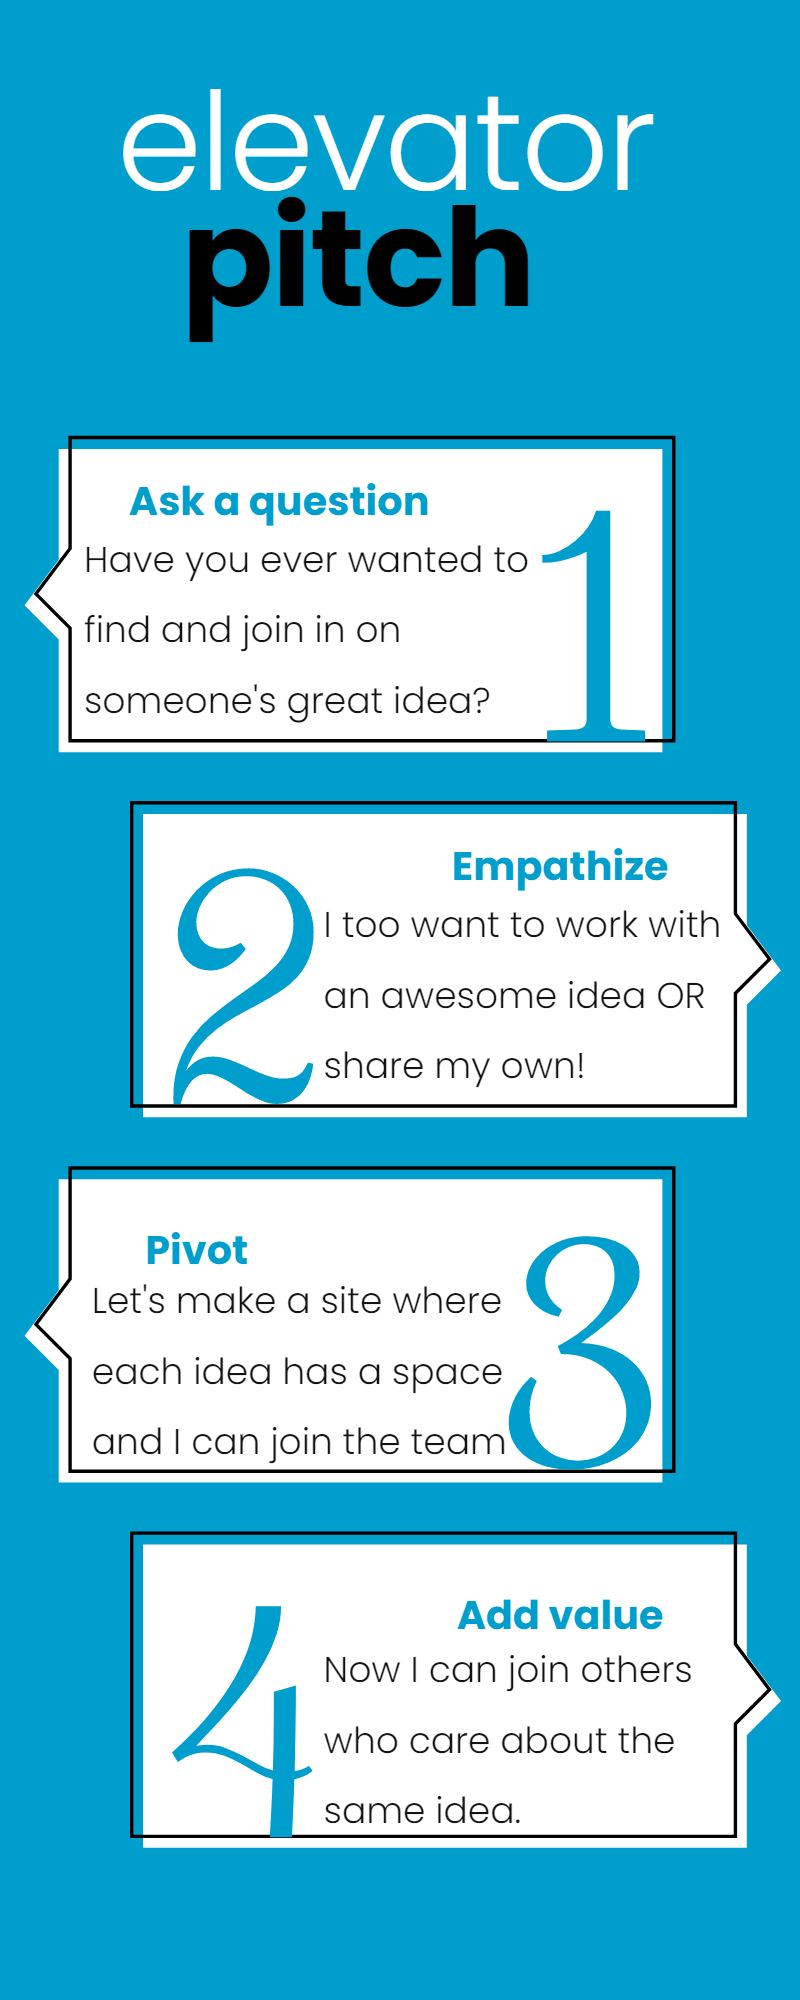 elevator
pitch
Ask a question
Have you ever wanted to
find and join in on
someone's great idea?
1
Empathize
2
I too want to work with
an awesome idea OR
share my own!
Pivot
Let's make a site where
each idea has a space
and I can join the team
3
Add value
4
Now I can join others
who care about the
same idea.